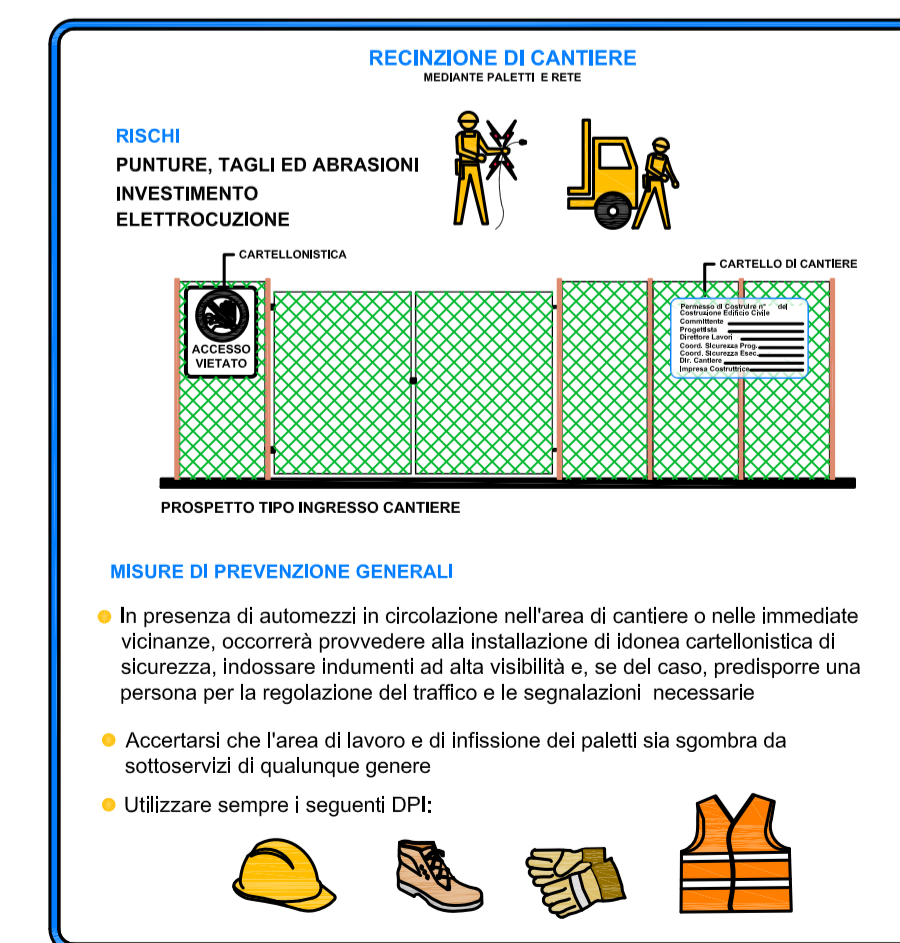 RECINZIONE DI CANTIERE
MEDIANTE PALETTI E RETE
RISCHI
PUNTURE, TAGLI ED ABRASIONI
INVESTIMENTO
ELETTROCUZIONE
CARTELLONISTICA
CARTELLO DI CANTIERE
ACCESSO
VIETATO
Permesso di Costruire n° del
Costruzione Edificio Civile
Committente
Progettista
Direttore Lavori
Coord. Sicurezza Prog.
Coord. Sicurezza Esec.
Dir. Cantiere
Impresa Costruttrice
PROSPETTO TIPO INGRESSO CANTIERE
MISURE DI PREVENZIONE GENERALI
In presenza di automezzi in circolazione nell'area di cantiere o nelle immediate
vicinanze, occorrerà provvedere alla installazione di idonea cartellonistica di
sicurezza, indossare indumenti ad alta visibilità e, se del caso, predisporre una
persona per la regolazione del traffico e le segnalazioni necessarie
Accertarsi che l'area di lavoro e di infissione dei paletti sia sgombra da
sottoservizi di qualunque genere
Utilizzare sempre i seguenti DPI: